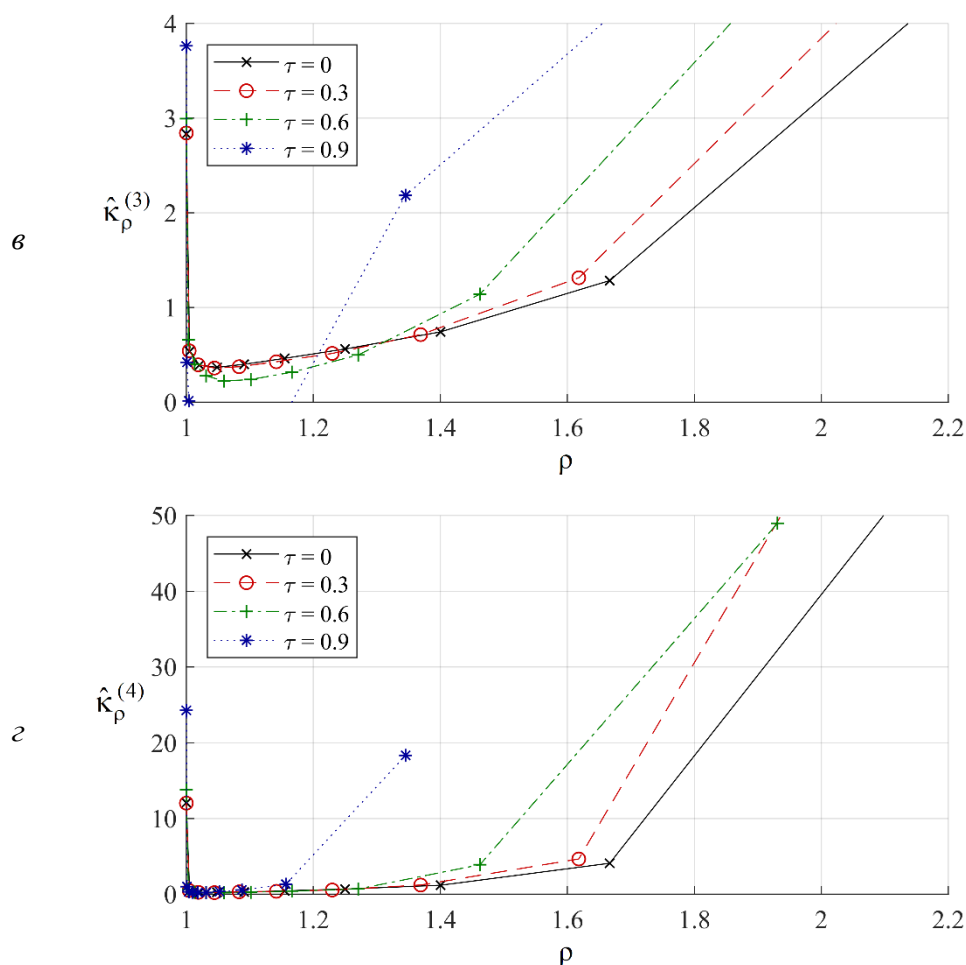 в
4
3
2
1
0
κ̂ρ(3)
τ = 0
τ = 0.3
τ = 0.6
τ = 0.9
1 1.2 1.4 1.6 1.8 2 2.2
ρ
г
50
40
30
20
10
0
κ̂ρ(4)
τ = 0
τ = 0.3
τ = 0.6
τ = 0.9
1 1.2 1.4 1.6 1.8 2 2.2
ρ